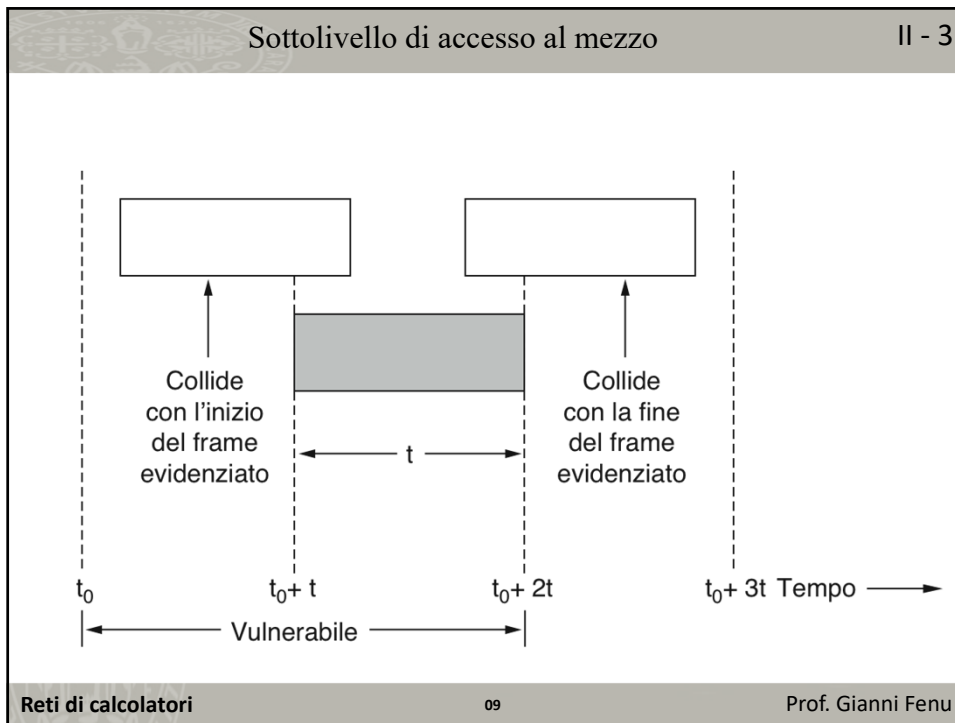 Sottolivello di accesso al mezzo
II - 3
Collide
con l'inizio
del frame
evidenziato
Collide
con la fine
del frame
evidenziato
t
t₀
t₀+ t
t₀+ 2t
t₀+ 3t Tempo
Vulnerabile
Reti di calcolatori
09
Prof. Gianni Fenu